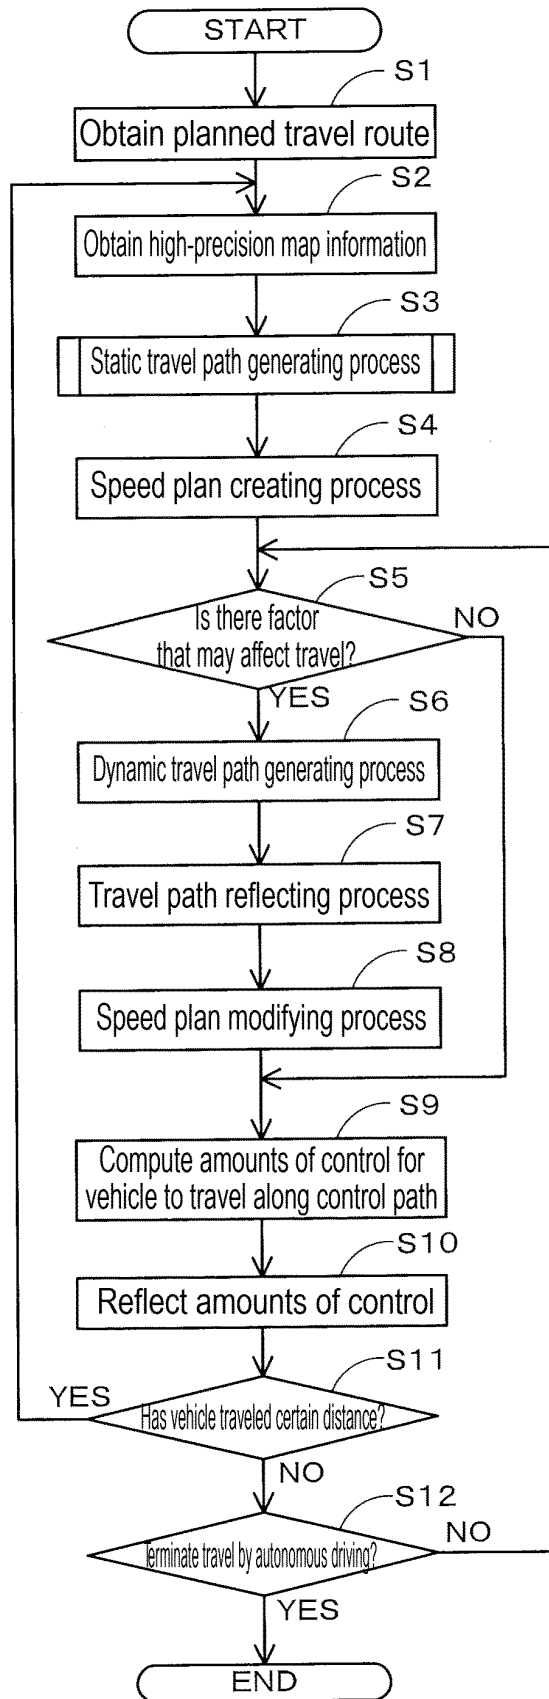 START
S1
Obtain planned travel route
S2
Obtain high-precision map information
S3
Static travel path generating process
S4
Speed plan creating process
S5
Is there factor
that may affect travel?
NO
YES
S6
Dynamic travel path generating process
S7
Travel path reflecting process
S8
Speed plan modifying process
S9
Compute amounts of control for
vehicle to travel along control path
S10
Reflect amounts of control
S11
YES
Has vehicle traveled certain distance?
NO
S12
Terminate travel by autonomous driving?
NO
YES
END